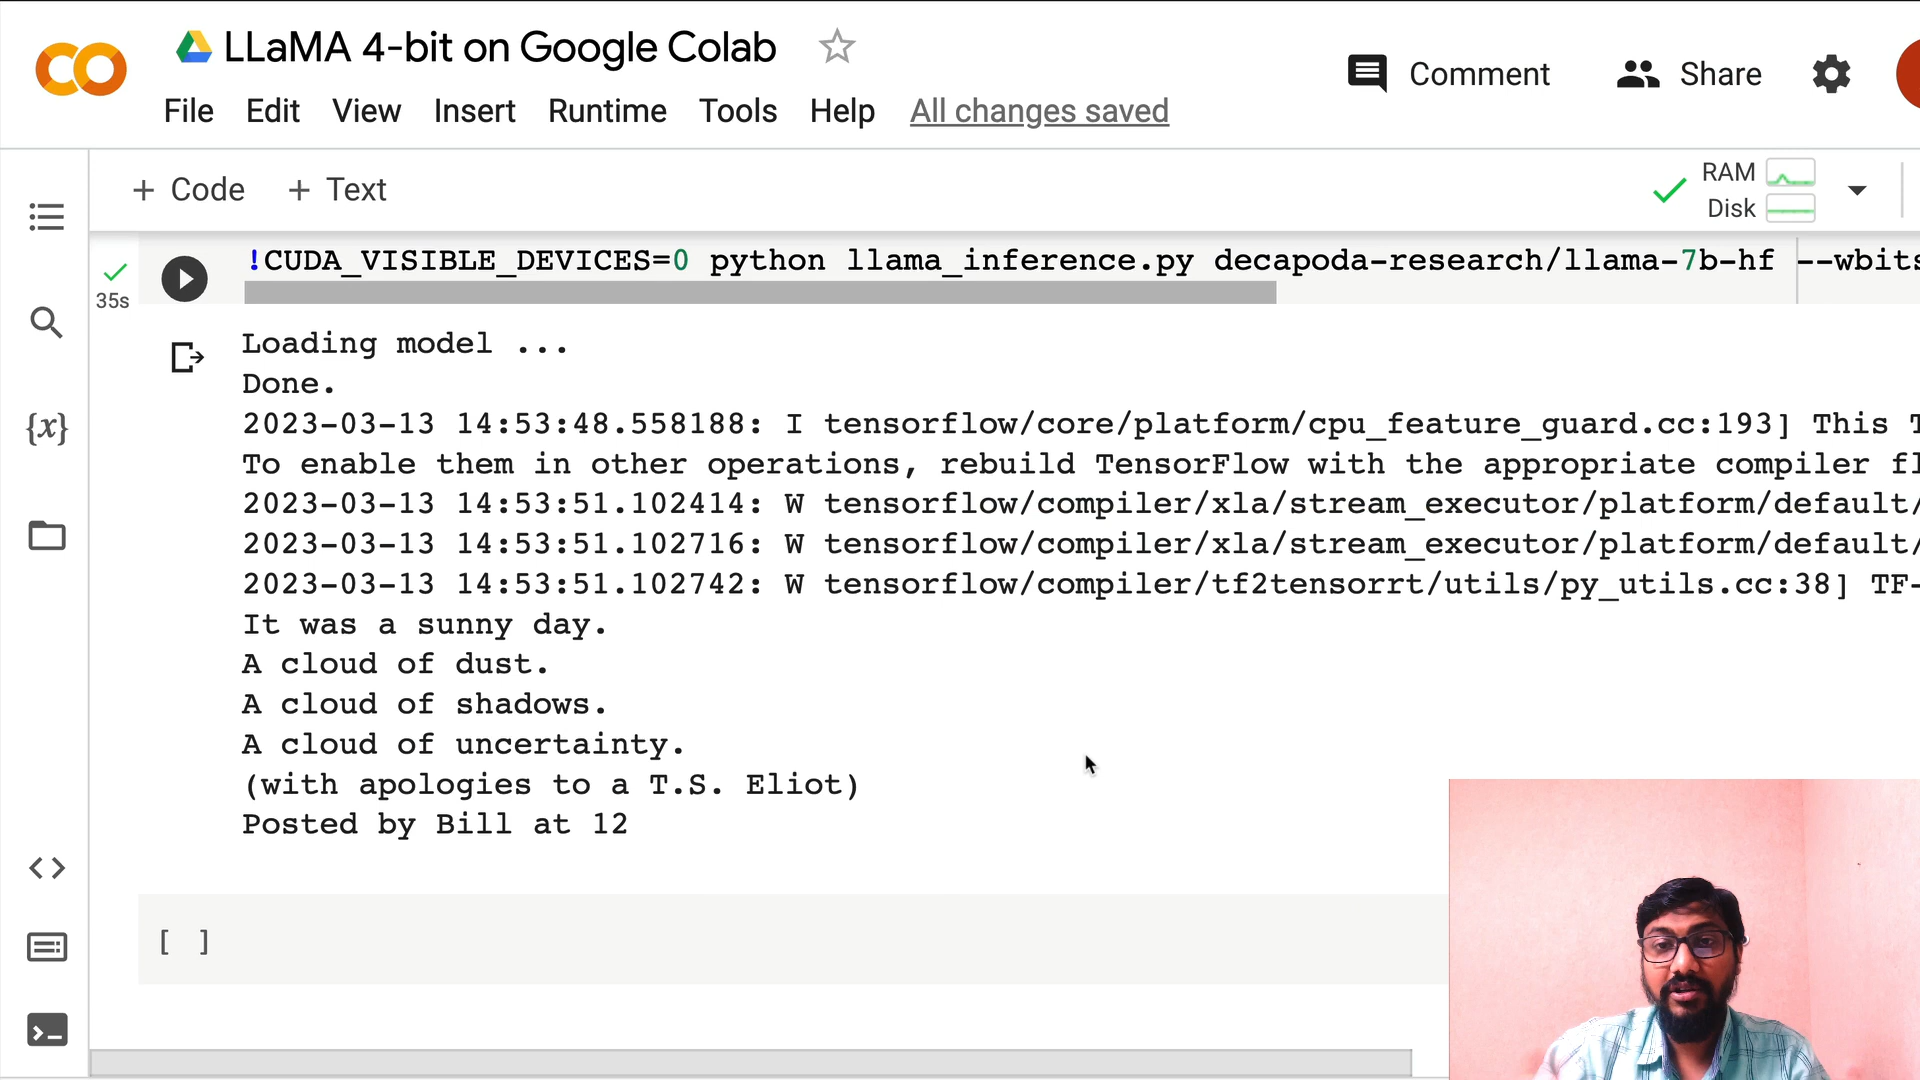 LLaMA 4-bit on Google Colab
Comment
Share
File Edit View Insert Runtime Tools Help All changes saved
+ Code + Text
RAM
Disk
!CUDA_VISIBLE_DEVICES=0 python llama_inference.py decapoda-research/llama-7b-hf --wbits
35s
Loading model ...
Done.
2023-03-13 14:53:48.558188: I tensorflow/core/platform/cpu_feature_guard.cc:193] This T
To enable them in other operations, rebuild TensorFlow with the appropriate compiler fl
2023-03-13 14:53:51.102414: W tensorflow/compiler/xla/stream_executor/platform/default/
2023-03-13 14:53:51.102716: W tensorflow/compiler/xla/stream_executor/platform/default/
2023-03-13 14:53:51.102742: W tensorflow/compiler/tf2tensorrt/utils/py_utils.cc:38] TF-
It was a sunny day.
A cloud of dust.
A cloud of shadows.
A cloud of uncertainty.
(with apologies to a T.S. Eliot)
Posted by Bill at 12
[ ]